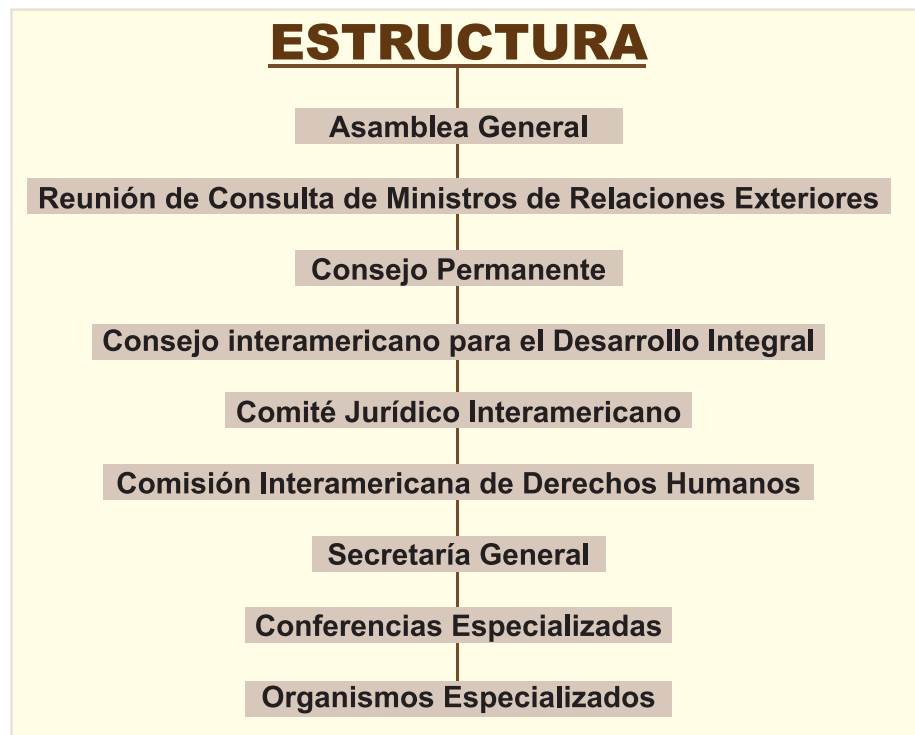 ESTRUCTURA
Asamblea General
Reunión de Consulta de Ministros de Relaciones Exteriores
Consejo Permanente
Consejo interamericano para el Desarrollo Integral
Comité Jurídico Interamericano
Comisión Interamericana de Derechos Humanos
Secretaría General
Conferencias Especializadas
Organismos Especializados